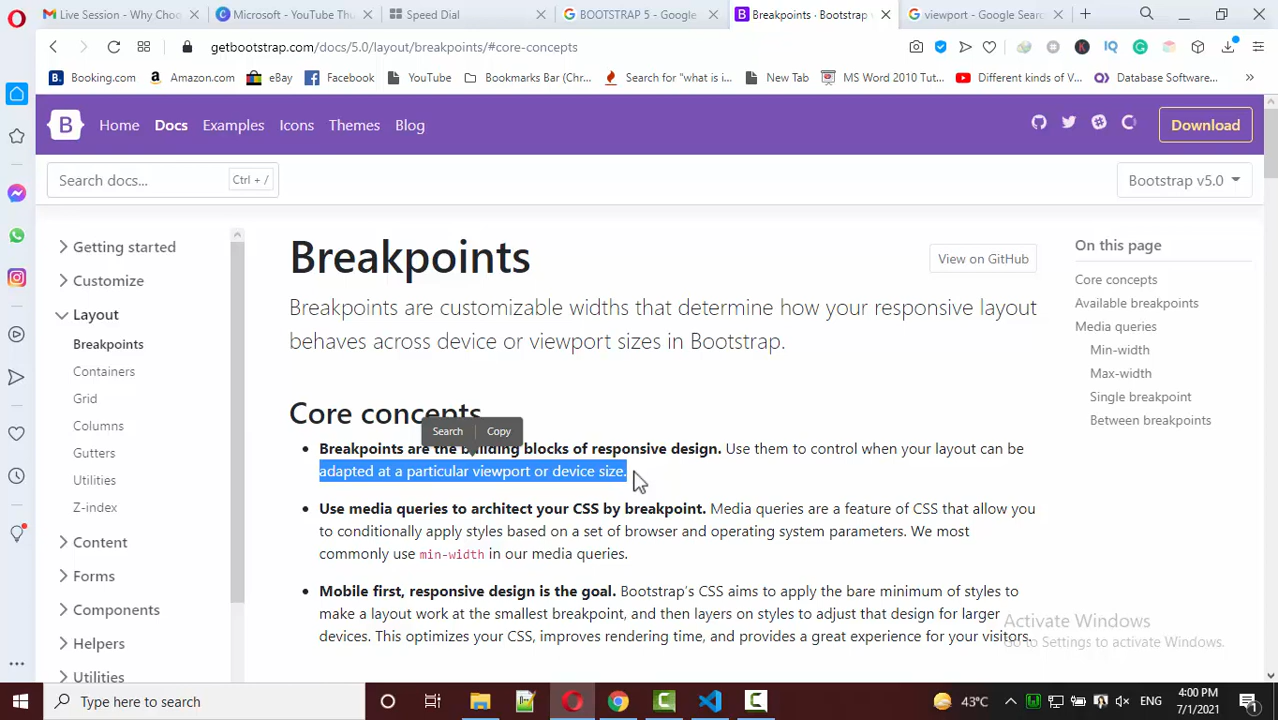 Live Session - Why Choo
Microsoft - YouTube Thu
Speed Dial
BOOTSTRAP 5 - Google
Breakpoints · Bootstrap
viewport - Google Sear
getbootstrap.com/docs/5.0/layout/breakpoints/#core-concepts
Booking.com
Amazon.com
eBay
Facebook
YouTube
Bookmarks Bar (Chr...
Search for "what is i...
New Tab
MS Word 2010 Tut...
Different kinds of V...
Database Software...
B
Home
Docs
Examples
Icons
Themes
Blog
Download
Search docs...
Ctrl + /
Bootstrap v5.0
Getting started
Customize
Layout
Breakpoints
Containers
Grid
Columns
Gutters
Utilities
Z-index
Content
Forms
Components
Helpers
Utilities
Breakpoints
View on GitHub
Breakpoints are customizable widths that determine how your responsive layout
behaves across device or viewport sizes in Bootstrap.
Core concepts
Search
Copy
Breakpoints are the building blocks of responsive design. Use them to control when your layout can be
adapted at a particular viewport or device size.
Use media queries to architect your CSS by breakpoint. Media queries are a feature of CSS that allow you
to conditionally apply styles based on a set of browser and operating system parameters. We most
commonly use min-width in our media queries.
Mobile first, responsive design is the goal. Bootstrap's CSS aims to apply the bare minimum of styles to
make a layout work at the smallest breakpoint, and then layers on styles to adjust that design for larger
devices. This optimizes your CSS, improves rendering time, and provides a great experience for your visitors.
On this page
Core concepts
Available breakpoints
Media queries
Min-width
Max-width
Single breakpoint
Between breakpoints
Activate Windows
Go to Settings to activate Windows.
Type here to search
43°C
ENG
4:00 PM
7/1/2021
1